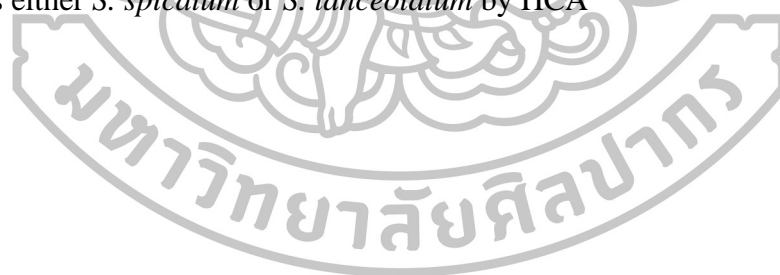 s either S. spicatum or S. lanceolatum by HCA
มหาวิทยาลัยศิลปากร